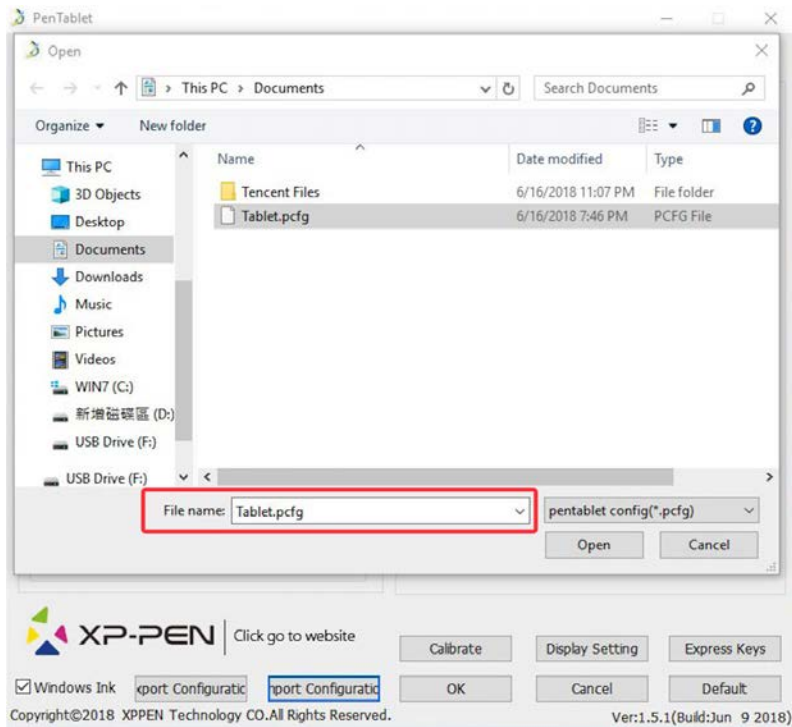 PenTablet
Open
This PC > Documents
Search Documents
Organize
New folder
Name
Date modified
Type
This PC
3D Objects
Desktop
Documents
Downloads
Music
Pictures
Videos
WIN7 (C:)
新增磁碟區 (D:)
USB Drive (F:)
USB Drive (F:)
Tencent Files 6/16/2018 11:07 PM File folder
Tablet.pcfg 6/16/2018 7:46 PM PCFG File
File name: Tablet.pcfg
pentablet config(*.pcfg)
Open
Cancel
XP-PEN
Click go to website
Calibrate
Display Setting
Express Keys
Windows Ink
xport Configuratic
nport Configuratic
OK
Cancel
Default
Copyright©2018 XPPEN Technology CO.All Rights Reserved.
Ver:1.5.1(Build:Jun 9 2018)